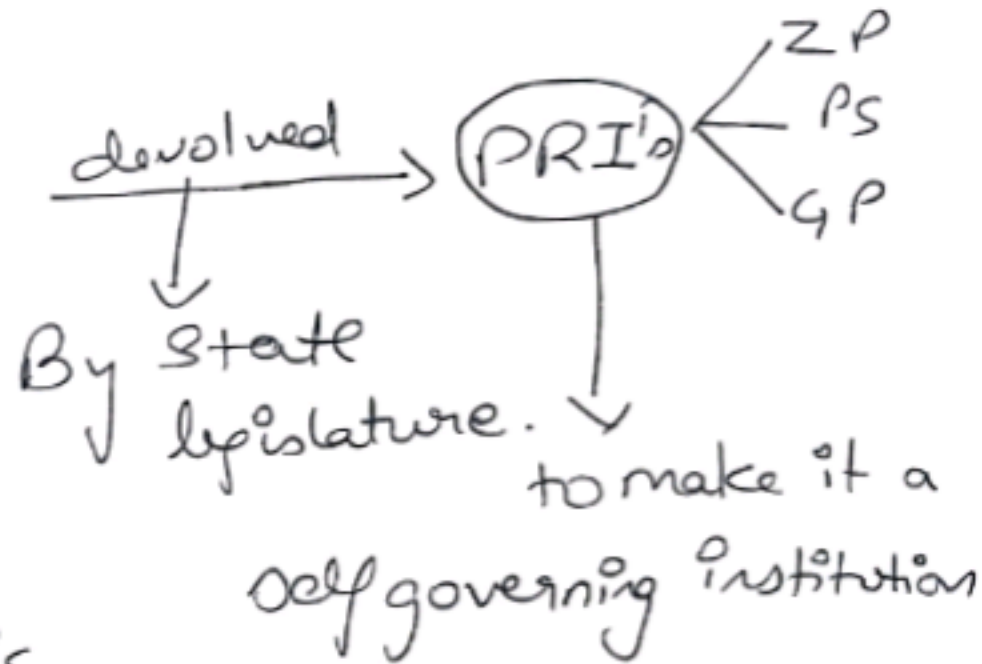 devolved
PRI's
ZP
PS
GP
By state
legislature.
to make it a
self governing institution